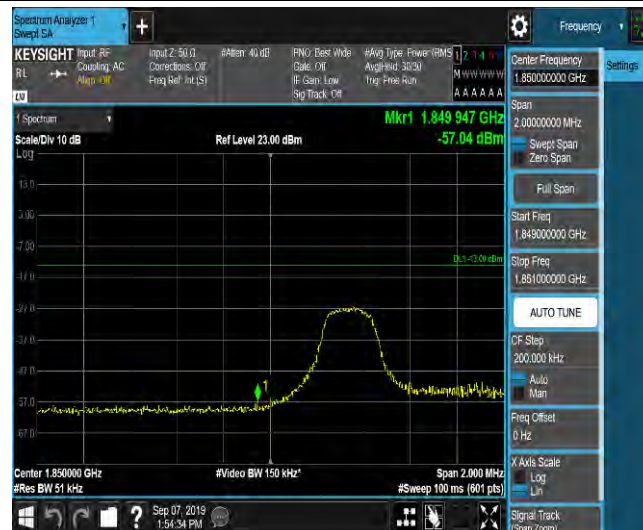 Spectrum Analyzer 1
Swept SA
+
Frequency
KEYSIGHT
RL
Input: RF
Coupling: AC
Align: Off
Input Z: 50 Ω
Corrections: Off
Freq Ref: Int (S)
#Atten: 40 dB
PNO: Best Wide
Gate: Off
IF Gain: Low
Sig Track: Off
#Avg Type: Power (RMS
Avg|Hold: 30/30
Trig: Free Run
M W W W W W
A A A A A A
LXI
1 Spectrum
Scale/Div 10 dB
Log
Ref Level 23.00 dBm
Mkr1 1.849 947 GHz
-57.04 dBm
13.0
3.00
-7.00
DL1 -13.00 dBm
-17.0
-27.0
-37.0
-47.0
-57.0
-67.0
1
Center 1.850000 GHz
#Res BW 51 kHz
#Video BW 150 kHz*
Span 2.000 MHz
#Sweep 100 ms (601 pts)
Center Frequency
1.850000000 GHz
Settings
Span
2.00000000 MHz
Swept Span
Zero Span
Full Span
Start Freq
1.849000000 GHz
Stop Freq
1.851000000 GHz
AUTO TUNE
CF Step
200.000 kHz
Auto
Man
Freq Offset
0 Hz
X Axis Scale
Log
Lin
Signal Track
(Span Zoom)
?
Sep 07, 2019
1:54:34 PM